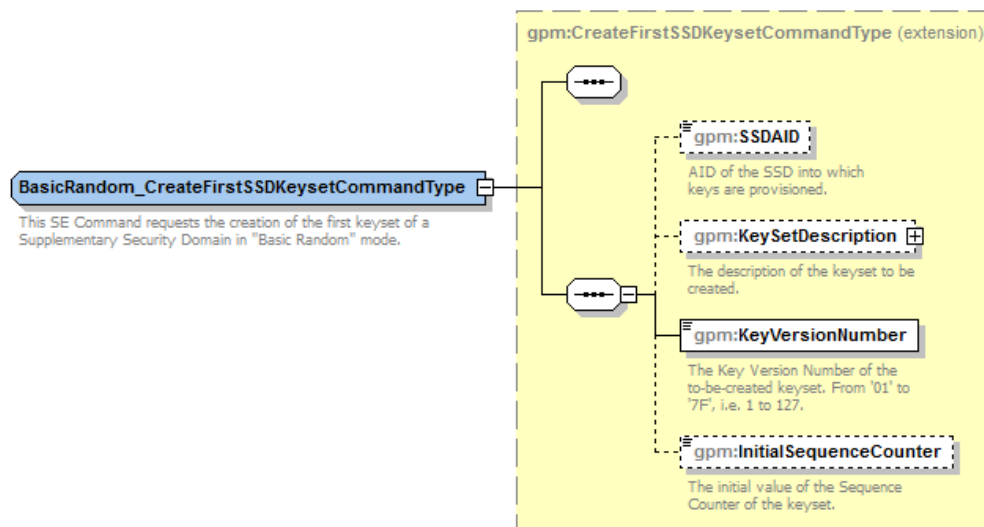 gpm:CreateFirstSSDKeysetCommandType (extension)
BasicRandom_CreateFirstSSDKeysetCommandType
This SE Command requests the creation of the first keyset of a
Supplementary Security Domain in "Basic Random" mode.
gpm:SSDAID
AID of the SSD into which
keys are provisioned.
gpm:KeySetDescription
The description of the keyset to be
created.
gpm:KeyVersionNumber
The Key Version Number of the
to-be-created keyset. From '01' to
'7F', i.e. 1 to 127.
gpm:InitialSequenceCounter
The initial value of the Sequence
Counter of the keyset.